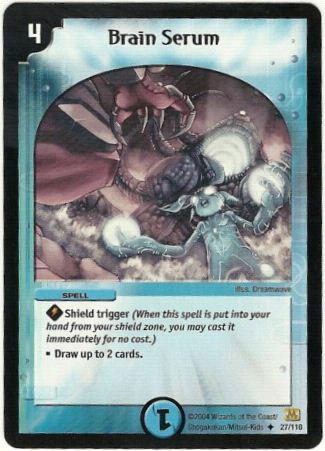 4
Brain Serum
illus. Dreamwave
SPELL
Shield trigger (When this spell is put into your
hand from your shield zone, you may cast it
immediately for no cost.)
▪ Draw up to 2 cards.
1
©2004 Wizards of the Coast/
Shogakukan/Mitsui-Kids 27/110